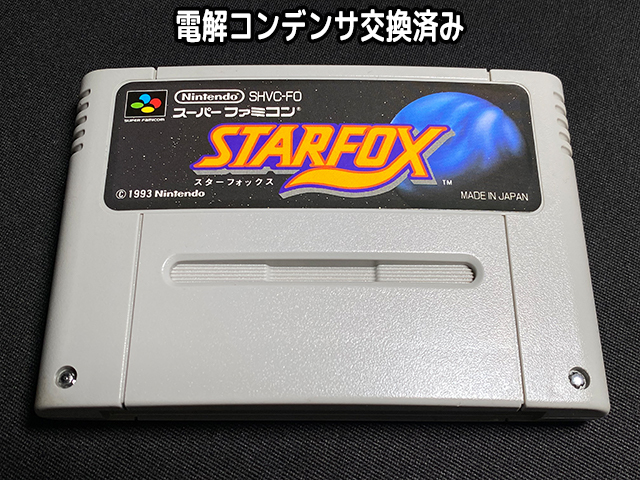 電解コンデンサ交換済み
Nintendo SHVC-FO
スーパーファミコン®
SUPER FAMICOM
STARFOX™
スターフォックス
©1993 Nintendo
MADE IN JAPAN